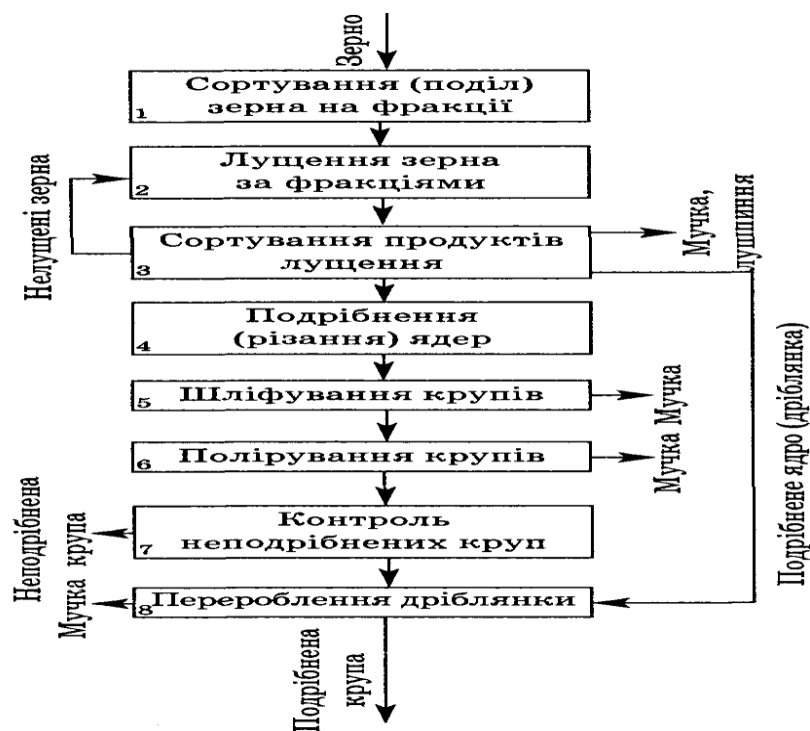 Зерно
Сортування (поділ)
зерна на фракції
1
Лущення зерна
за фракціями
2
Нелущені зерна
Сортування продуктів
лущення
3
Мучка,
лушпиння
Подрібнення
(різання) ядер
4
Шліфування крупів
5
Мучка
Полірування крупів
6
Мучка
Контроль
неподрібнених круп
7
Неподрібнена
крупа
Перероблення дріблянки
8
Мучка
Подрібнене ядро (дріблянка)
Подрібнена
крупа